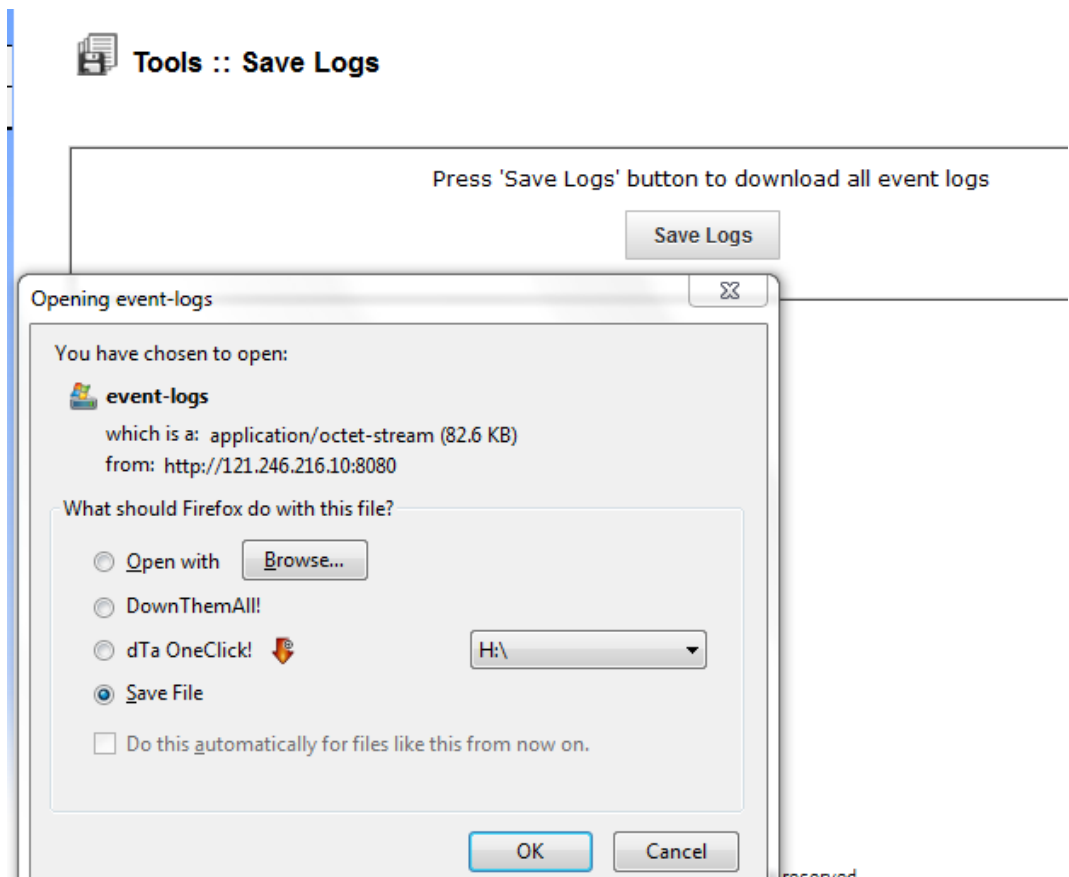 Tools :: Save Logs
Press 'Save Logs' button to download all event logs
Save Logs
Opening event-logs
You have chosen to open:
event-logs
which is a: application/octet-stream (82.6 KB)
from: http://121.246.216.10:8080
What should Firefox do with this file?
Open with Browse...
DownThemAll!
dTa OneClick! H:\
Save File
Do this automatically for files like this from now on.
OK Cancel
reserved